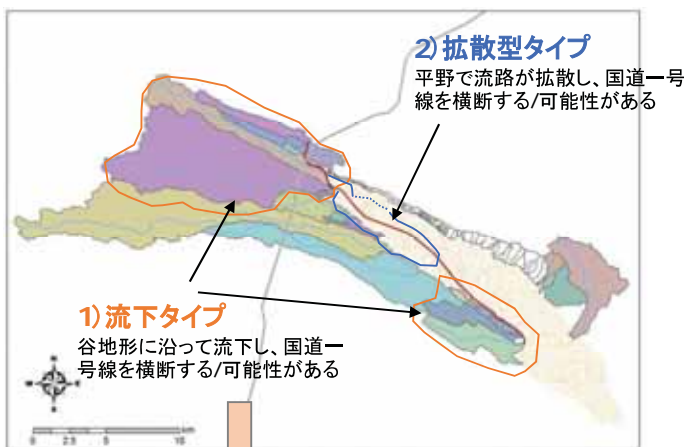 2)拡散型タイプ
平野で流路が拡散し、国道一号
線を横断する/可能性がある
1)流下タイプ
谷地形に沿って流下し、国道一
号線を横断する/可能性がある
0 2.5 5 10
km